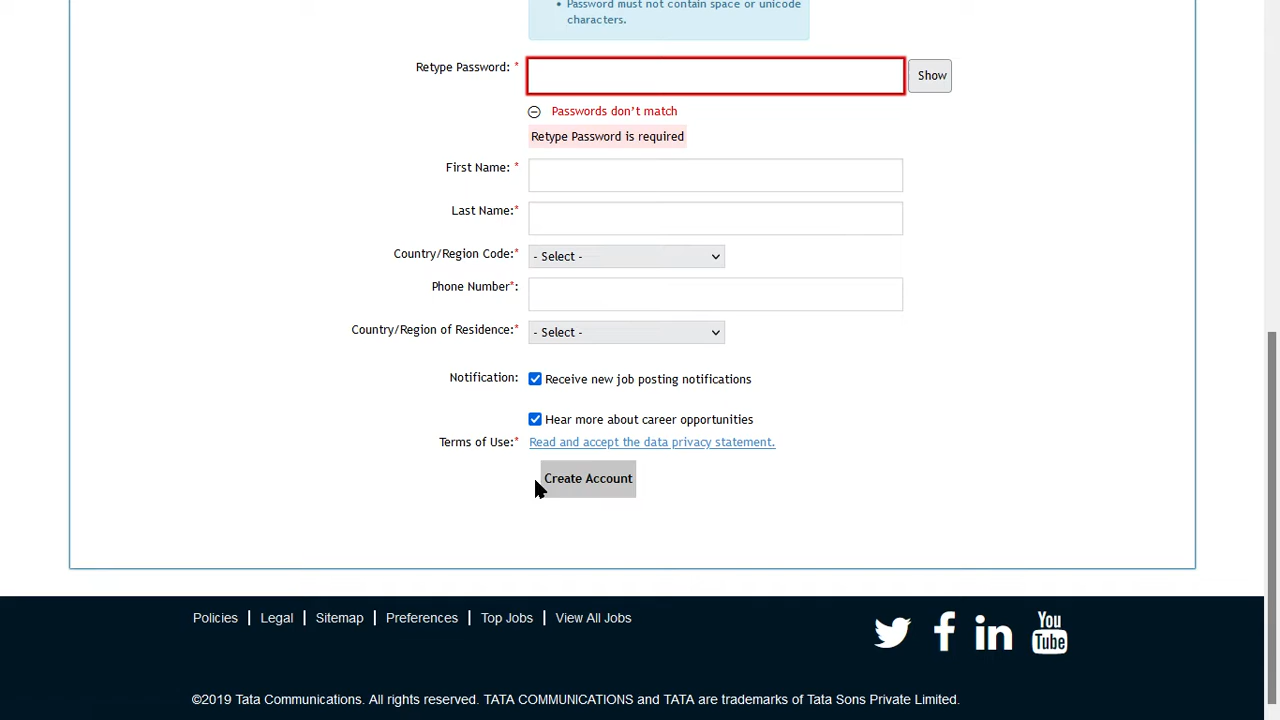 • Password must not contain space or unicode
characters.
Retype Password: *
Show
Passwords don't match
Retype Password is required
First Name: *
Last Name:*
Country/Region Code:* - Select -
Phone Number*:
Country/Region of Residence:* - Select -
Notification: Receive new job posting notifications
Hear more about career opportunities
Terms of Use:* Read and accept the data privacy statement.
Create Account
Policies | Legal | Sitemap | Preferences | Top Jobs | View All Jobs
You
Tube
©2019 Tata Communications. All rights reserved. TATA COMMUNICATIONS and TATA are trademarks of Tata Sons Private Limited.